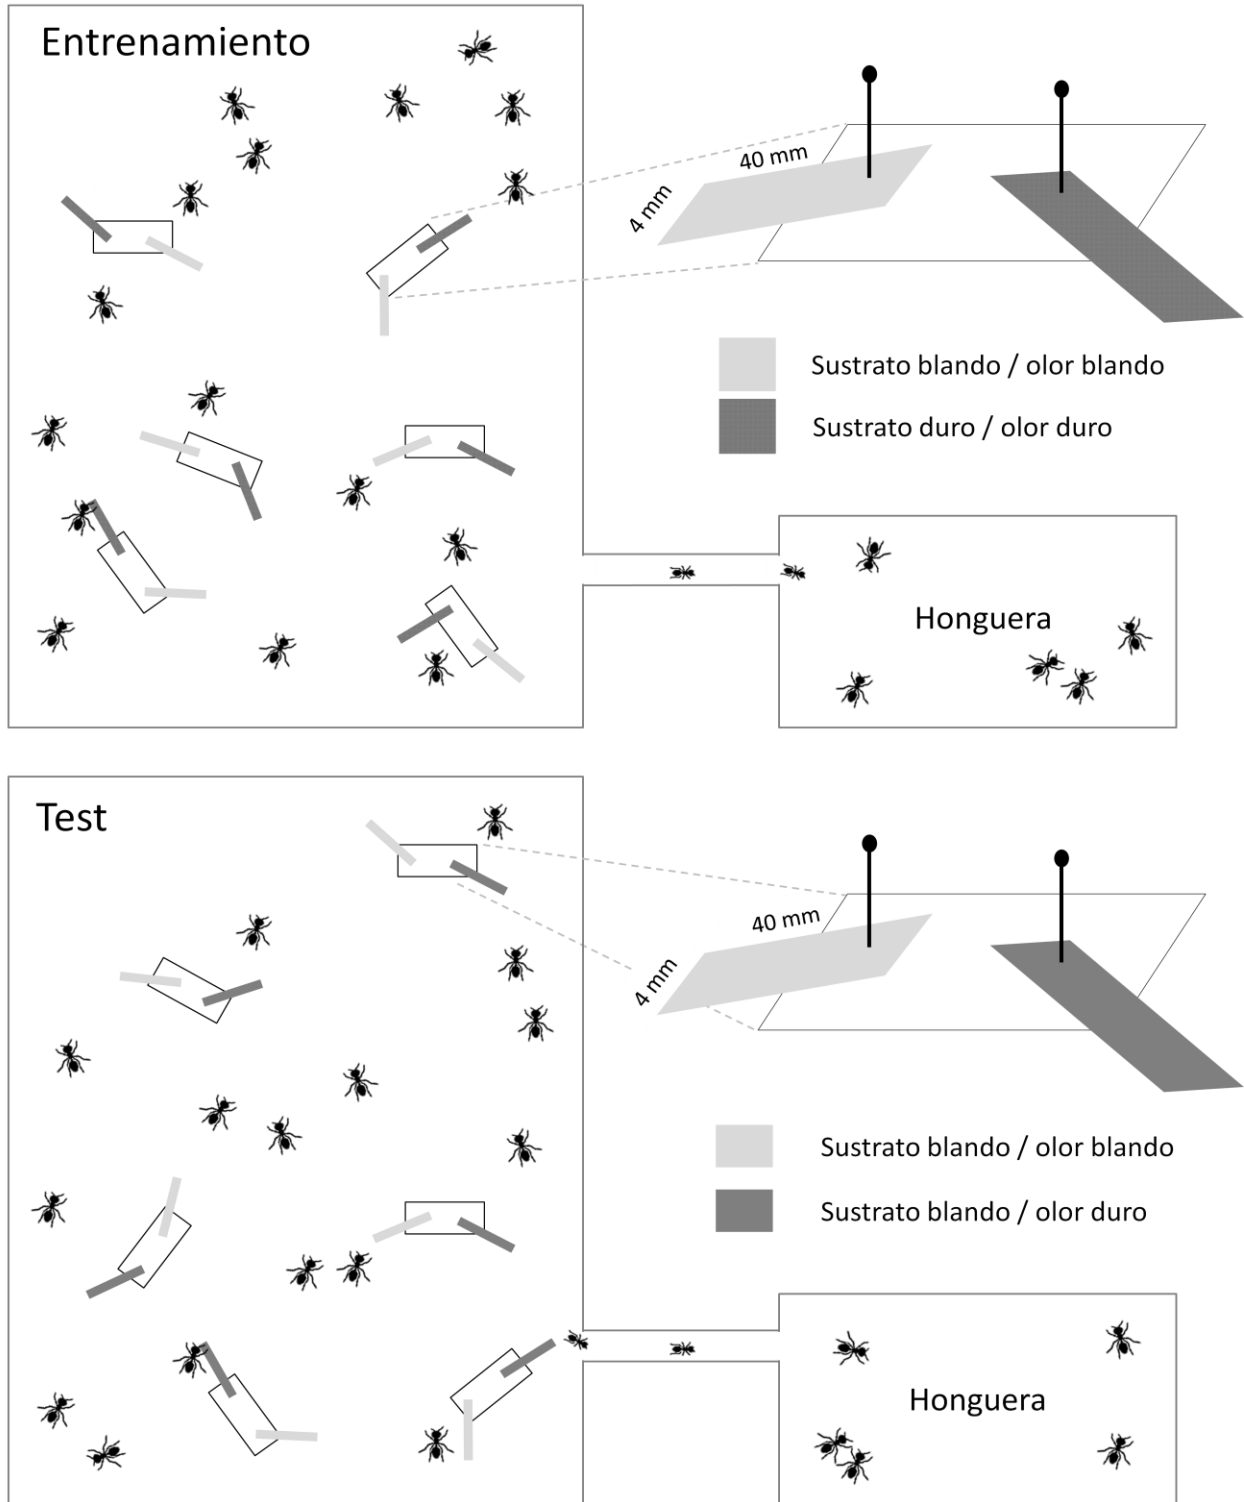 Entrenamiento
40 mm
4 mm
Sustrato blando / olor blando
Sustrato duro / olor duro
Honguera
Test
40 mm
4 mm
Sustrato blando / olor blando
Sustrato blando / olor duro
Honguera